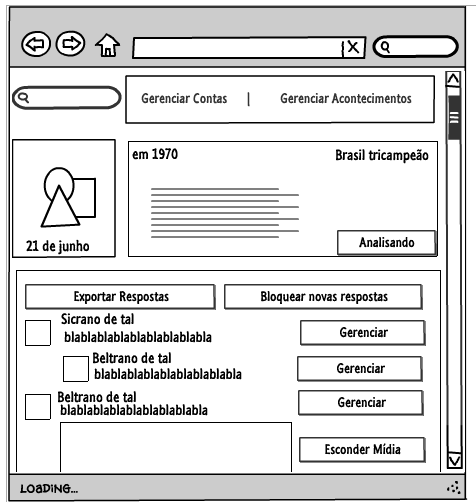 Gerenciar Contas | Gerenciar Acontecimentos
em 1970 Brasil tricampeão
21 de junho
Analisando
Exportar Respostas Bloquear novas respostas
Sicrano de tal
blablablablablablablablabla
Gerenciar
Beltrano de tal
blablablablablablablablabla
Gerenciar
Beltrano de tal
blablablablablablablablabla
Gerenciar
Esconder Mídia
LOADING...